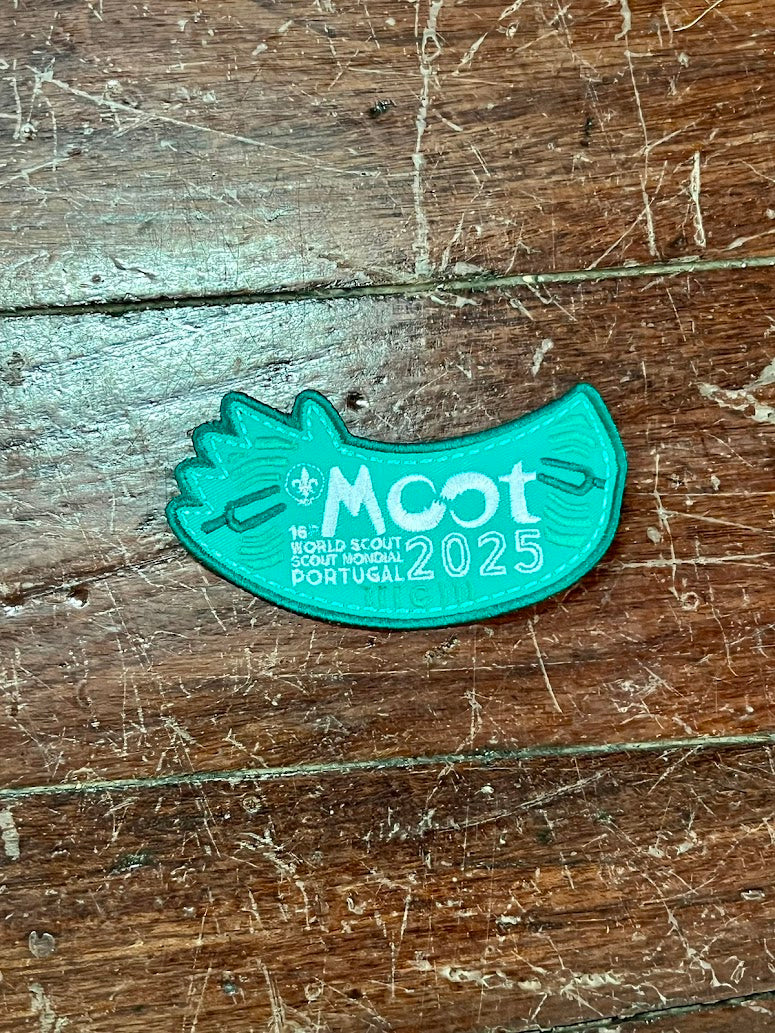 Moot
16th
WORLD SCOUT
SCOUT MONDIAL
PORTUGAL 2025